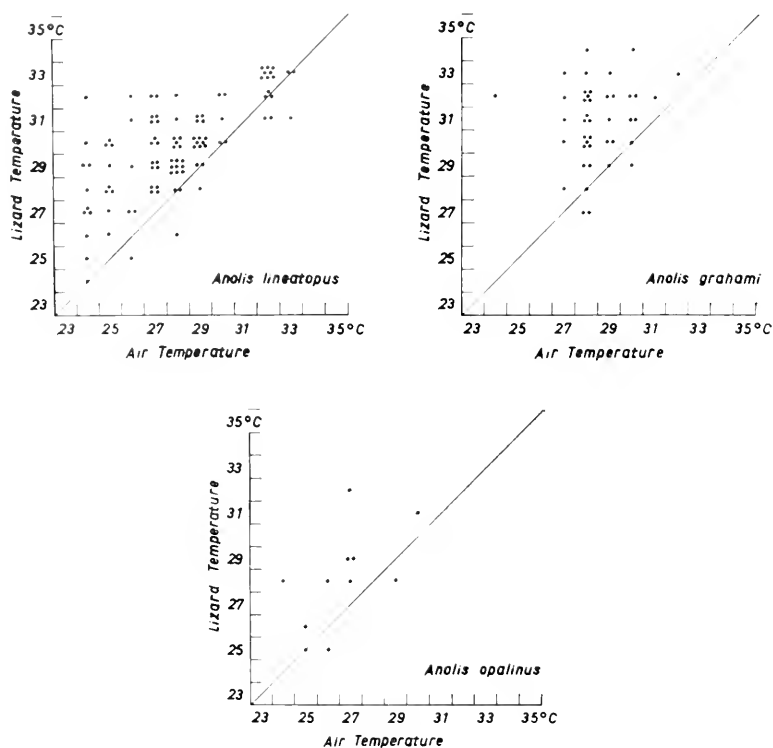 35°C
33
31
29
27
25
23
Lizard Temperature
Anolis lineatopus
23 25 27 29 31 33 35°C
Air Temperature
35°C
33
31
29
27
25
23
Lizard Temperature
Anolis grahami
23 25 27 29 31 33 35°C
Air Temperature
35°C
33
31
29
27
25
23
Lizard Temperature
Anolis opalinus
23 25 27 29 31 33 35°C
Air Temperature